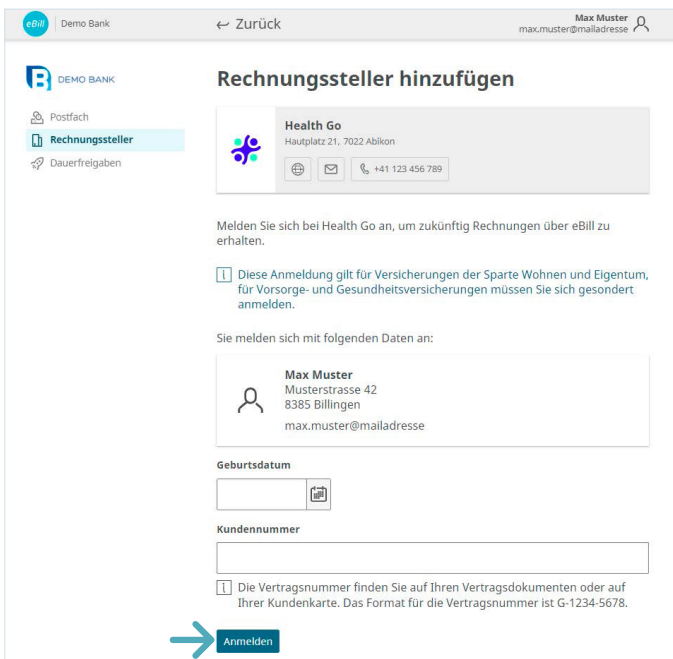 eBill
Demo Bank
Zurück
Max Muster
max.muster@mailadresse
DEMO BANK
Postfach
Rechnungssteller
Dauerfreigaben
Rechnungssteller hinzufügen
Health Go
Hautplatz 21, 7022 Abikon
+41 123 456 789
Melden Sie sich bei Health Go an, um zukünftig Rechnungen über eBill zu
erhalten.
Diese Anmeldung gilt für Versicherungen der Sparte Wohnen und Eigentum,
für Vorsorge- und Gesundheitsversicherungen müssen Sie sich gesondert
anmelden.
Sie melden sich mit folgenden Daten an:
Max Muster
Musterstrasse 42
8385 Billingen
max.muster@mailadresse
Geburtsdatum
Kundennummer
Die Vertragsnummer finden Sie auf Ihren Vertragsdokumenten oder auf
Ihrer Kundenkarte. Das Format für die Vertragsnummer ist G-1234-5678.
Anmelden